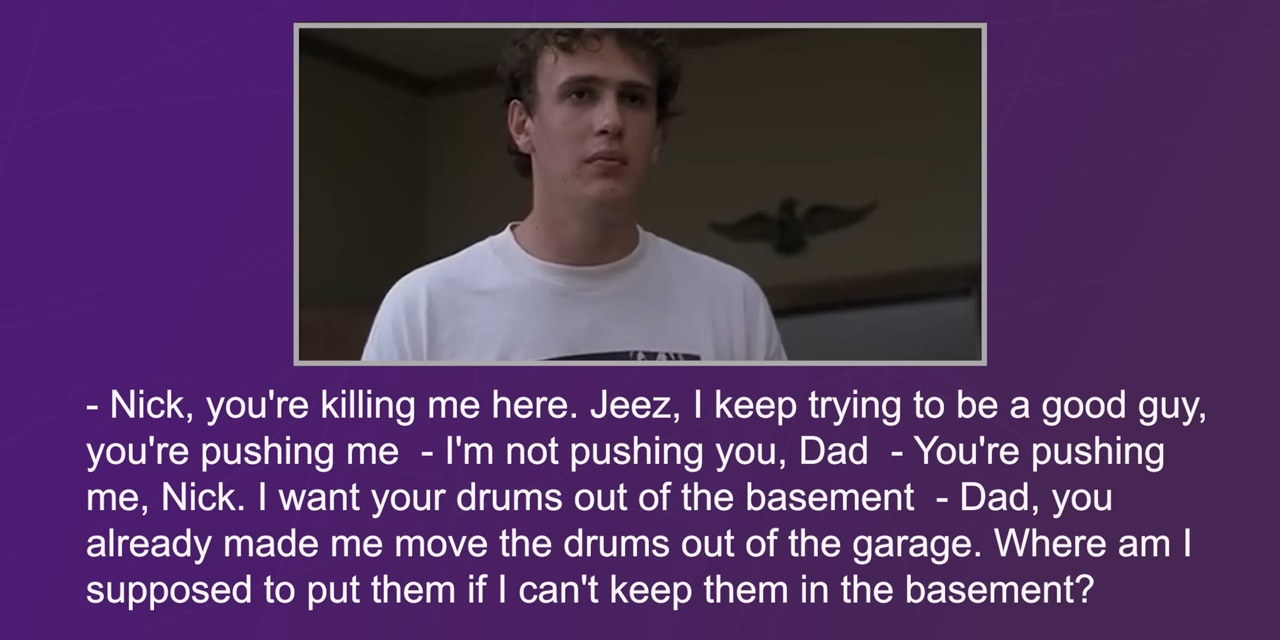 - Nick, you're killing me here. Jeez, I keep trying to be a good guy,
you're pushing me  - I'm not pushing you, Dad  - You're pushing
me, Nick. I want your drums out of the basement  - Dad, you
already made me move the drums out of the garage. Where am I
supposed to put them if I can't keep them in the basement?